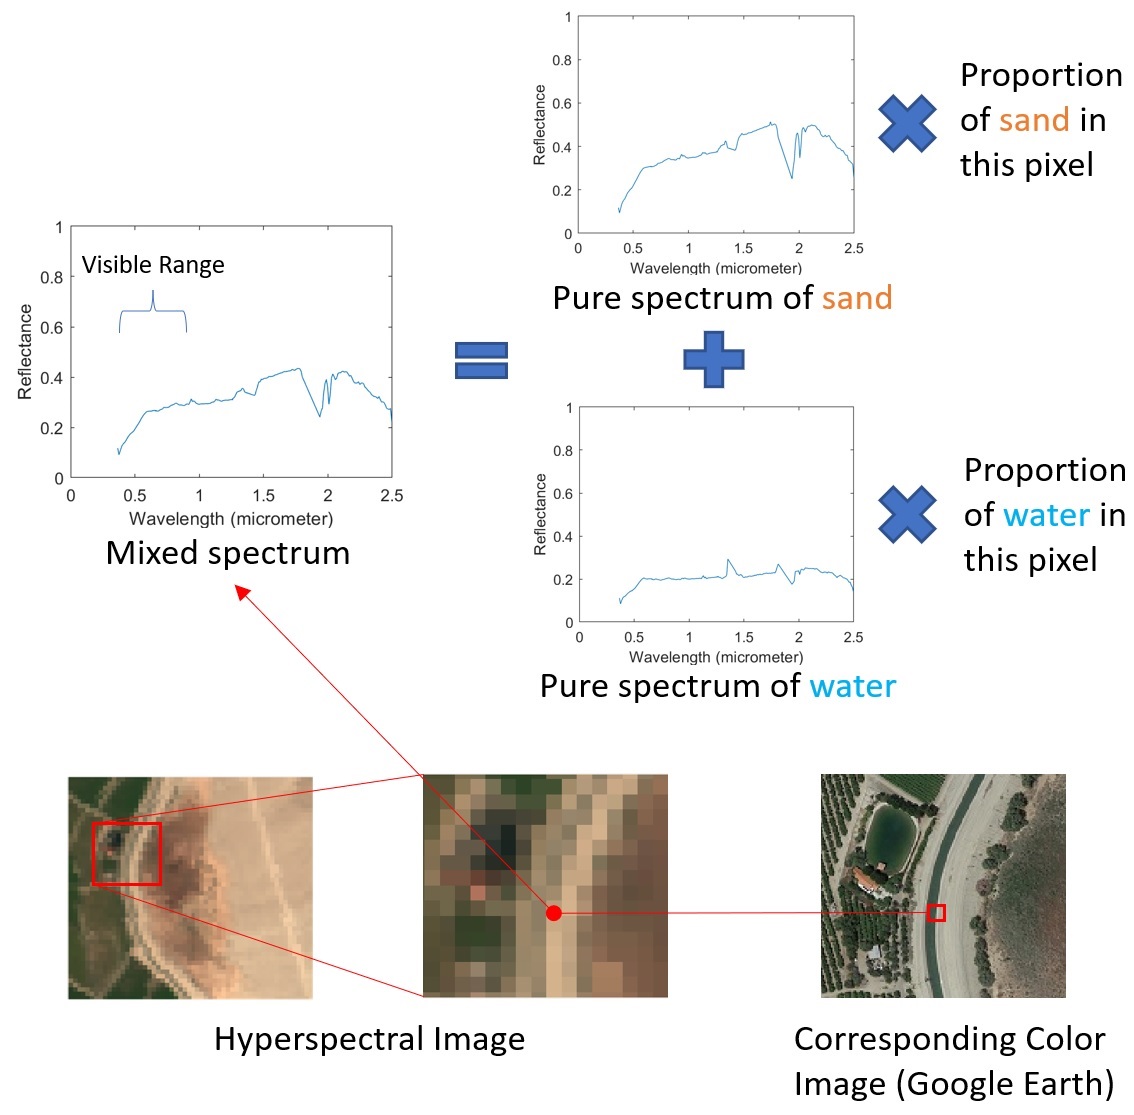 1
0.8
0.6
0.4
0.2
0
0 0.5 1 1.5 2 2.5
Reflectance
Wavelength (micrometer)
Pure spectrum of sand
Proportion
of sand in
this pixel
1
0.8
0.6
0.4
0.2
0
0 0.5 1 1.5 2 2.5
Visible Range
Reflectance
Wavelength (micrometer)
Mixed spectrum
1
0.8
0.6
0.4
0.2
0
0 0.5 1 1.5 2 2.5
Reflectance
Wavelength (micrometer)
Pure spectrum of water
Proportion
of water in
this pixel
Hyperspectral Image
Corresponding Color
Image (Google Earth)